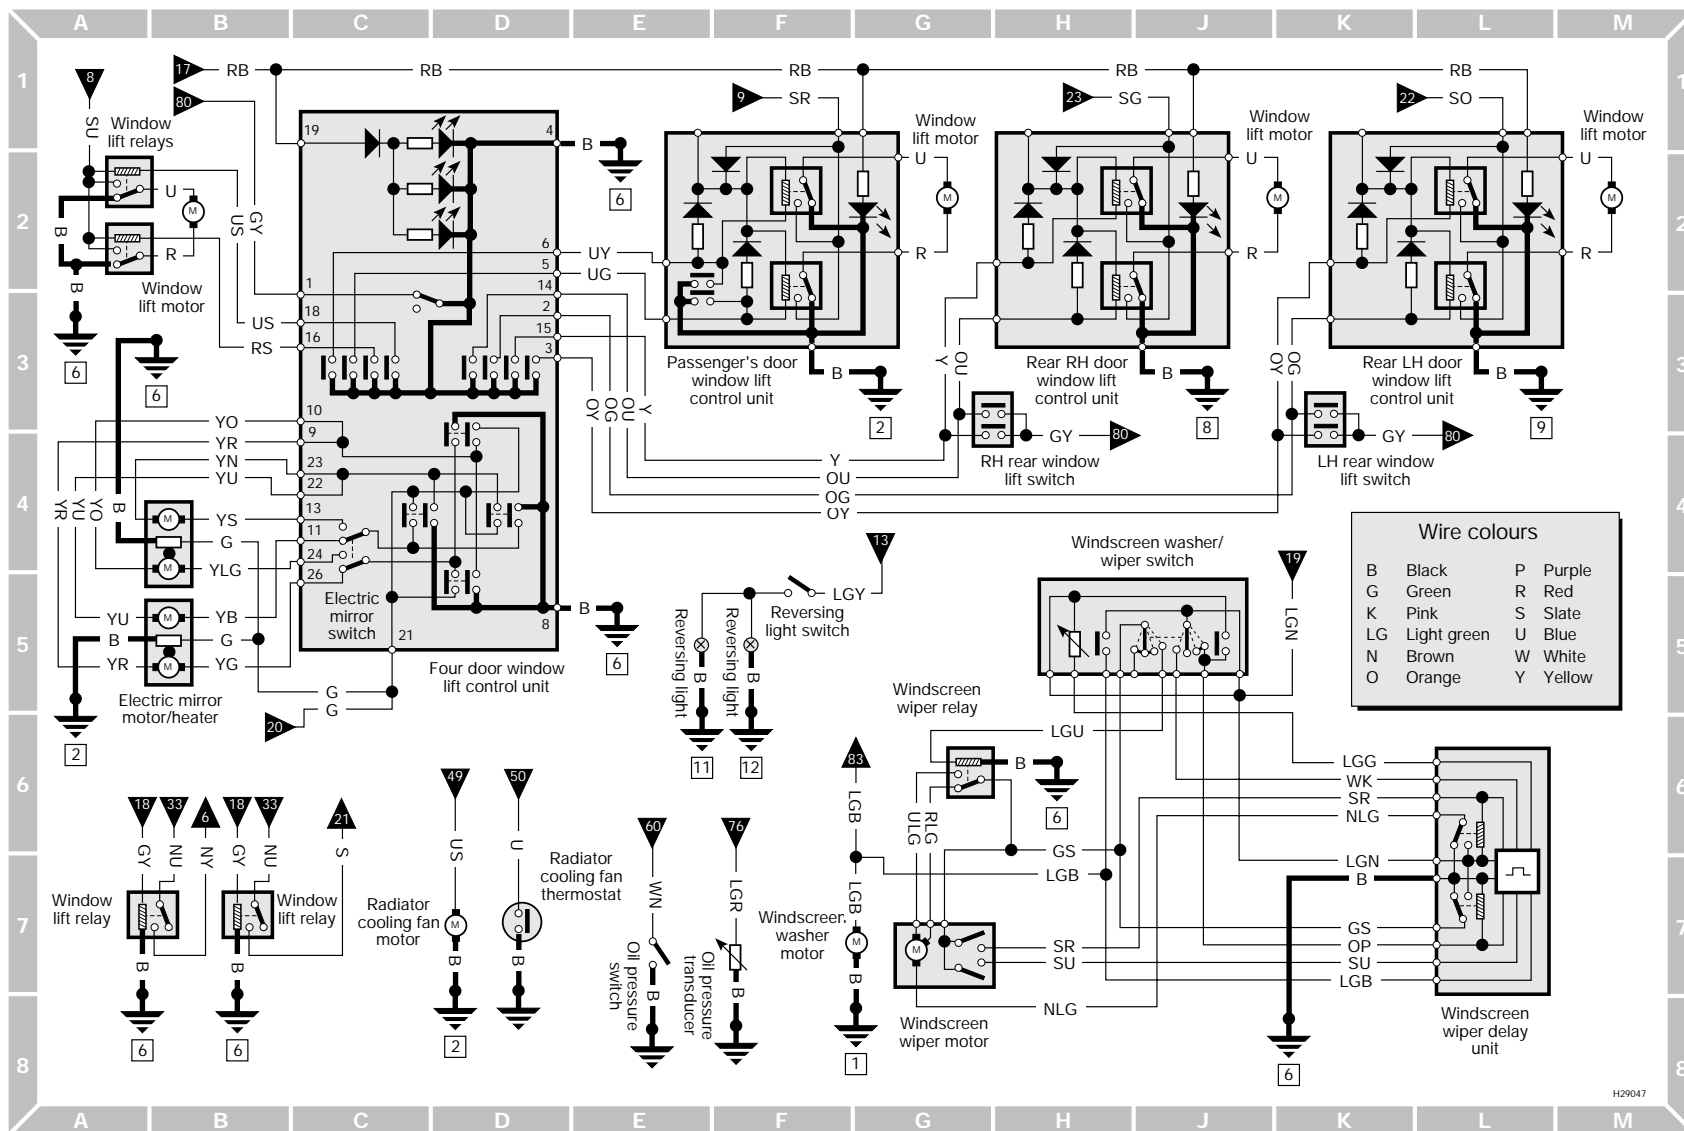 A B C D E F G H J K L M
1
8
17 RB RB RB RB RB
80
SU
Window
lift relays
19
4
B
6
9 SR
23 SG
22 SO
Window
lift motor
Window
lift motor
Window
lift motor
1
2
U
M
R
B
B
US
GY
Window
lift motor
6
UY
5
UG
14
2
15
3
U
M
R
U
M
R
U
M
R
2
3
6
6
1
18
16
US
RS
Passenger's door
window lift
control unit
B
2
Y
OU
Rear RH door
window lift
control unit
B
8
OY
OG
Rear LH door
window lift
control unit
B
9
3
OY
OG
OU
Y
GY 80
RH rear window
lift switch
GY 80
LH rear window
lift switch
10
9
23
22
13
11
24
26
YO
YR
YN
YU
4
YR
YU
YO
B
M
M
YS
G
YLG
Y
OU
OG
OY
4
Electric
mirror
switch
21
8
B
6
Four door window
lift control unit
5
YU
B
YR
M
M
YB
G
YG
Electric mirror
motor/heater
2
G
G
20
13
LGY
Reversing
light switch
Reversing light
Reversing light
B
B
11
12
Windscreen washer/
wiper switch
19
LGN
Wire colours
B Black P Purple
G Green R Red
K Pink S Slate
LG Light green U Blue
N Brown W White
O Orange Y Yellow
5
6
Windscreen
wiper relay
LGU
B
6
83
LGB
ULG
RLG
GS
LGB
LGB
LGG
WK
SR
NLG
LGN
B
GS
OP
SU
LGB
6
7
18 33 6 18 33 21
GY NU NY GY NU S
Window
lift relay
Window
lift relay
B
B
6
6
49
US
Radiator
cooling fan
motor
M
B
2
50
U
Radiator
cooling fan
thermostat
B
60
WN
Oil pressure
switch
B
76
LGR
Oil pressure
transducer
B
Windscreen
washer
motor
M
B
1
M
SR
SU
NLG
Windscreen
wiper motor
6
Windscreen
wiper delay
unit
7
8
8
H29047
A B C D E F G H J K L M